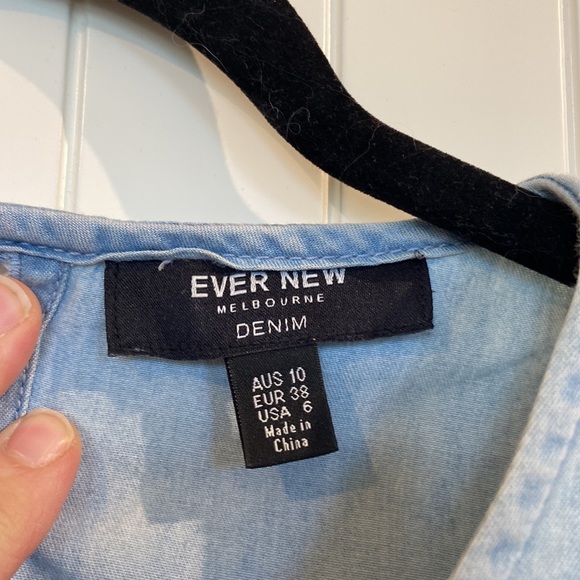 EVER NEW
MELBOURNE
DENIM
AUS 10
EUR 38
USA 6
Made in
China